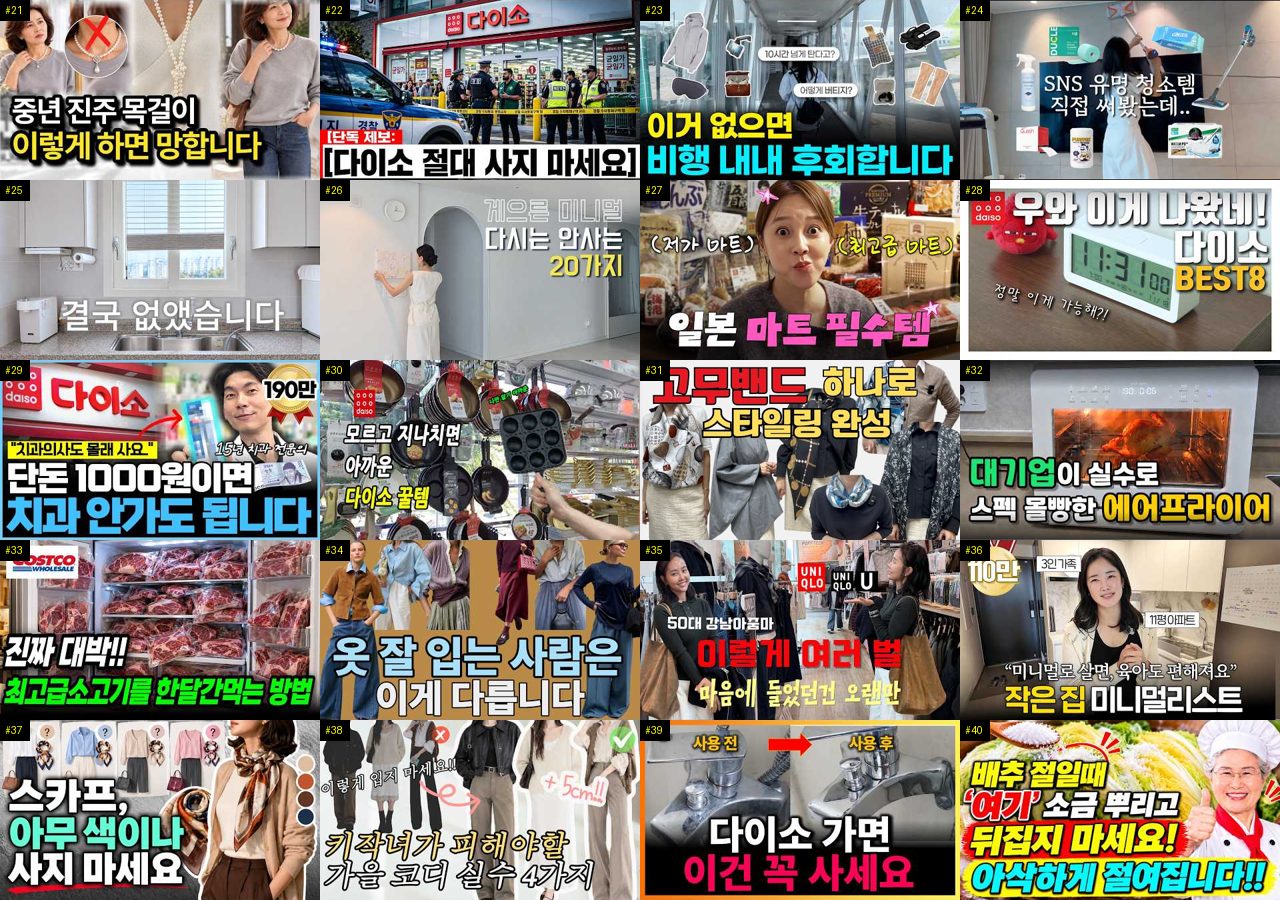 #21
중년 진주 목걸이
이렇게 하면 망합니다
#22
다이소
균일가
경찰
[단독 제보:
[다이소 절대 사지 마세요]
#23
10시간 넘게 탄다고?
어떻게 버티지?
이거 없으면
비행 내내 후회합니다
#24
SNS 유명 청소템
직접 써봤는데..
#25
결국 없앴습니다
#26
게으른 미니멀
다시는 안사는
20가지
#27
(저가 마트)
(최고급 마트)
일본 마트 필수템
#28
daiso
우와 이게 나왔네!
다이소
BEST8
11:31 00
정말 이게 가능해?!
#29
daiso
다이소
190만
"치과의사도 몰래 사요."
15년 치과 전문의
단돈 1000원이면
치과 안가도 됩니다
#30
daiso
모르고 지나치면
아까운
다이소 꿀템
#31
고무밴드 하나로
스타일링 완성
#32
대기업이 실수로
스펙 몰빵한 에어프라이어
#33
COSTCO
WHOLESALE
진짜 대박!!
최고급소고기를 한달간먹는 방법
#34
옷 잘 입는 사람은
이게 다릅니다
#35
UNI
QLO
UNI
QLO
U
50대 강남아줌마
이렇게 여러 벌
마음에 들었던건 오랜만
#36
110만
3인가족
11평아파트
"미니멀로 살면, 육아도 편해져요"
작은 집 미니멀리스트
#37
? ? ? ?
스카프,
아무 색이나
사지 마세요
#38
이렇게 입지 마세요!!
+5cm!!
키작녀가 피해야할
가을 코디 실수 4가지
#39
사용 전
사용 후
다이소 가면
이건 꼭 사세요
#40
배추 절일때
'여기' 소금 뿌리고
뒤집지 마세요!
아삭하게 절여집니다!!